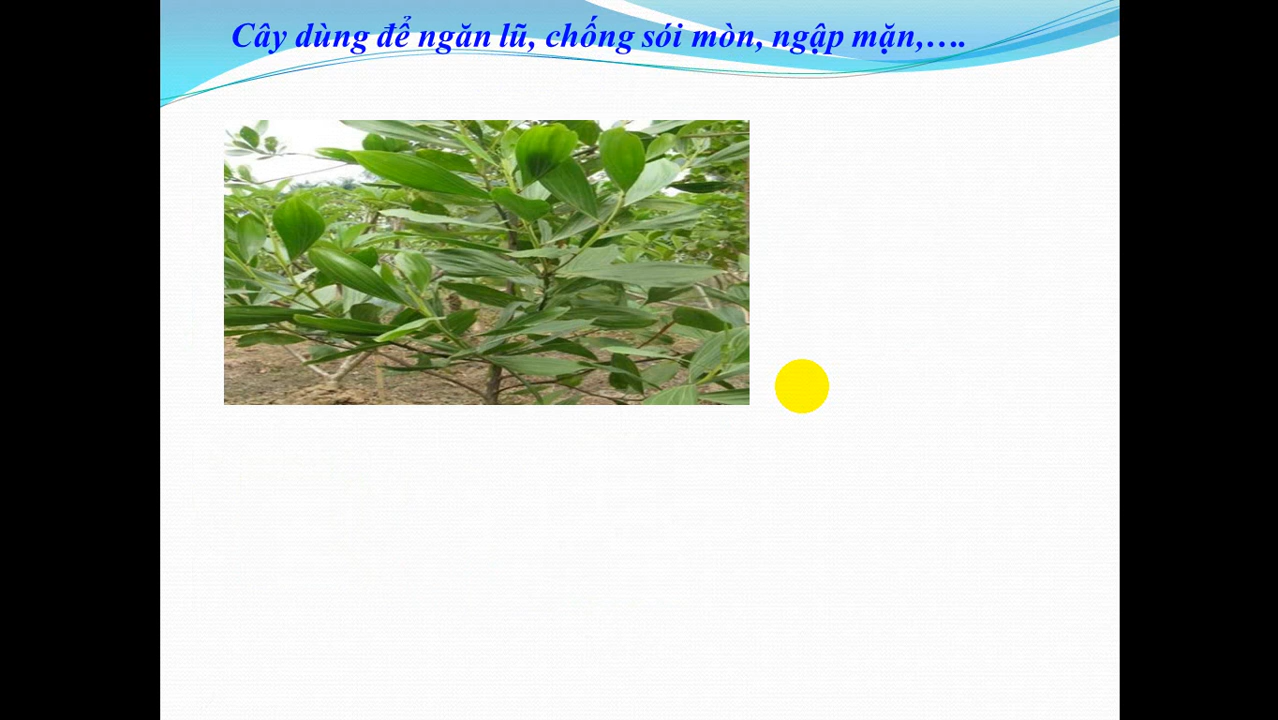 Cây dùng để ngăn lũ, chống sói mòn, ngập mặn,….